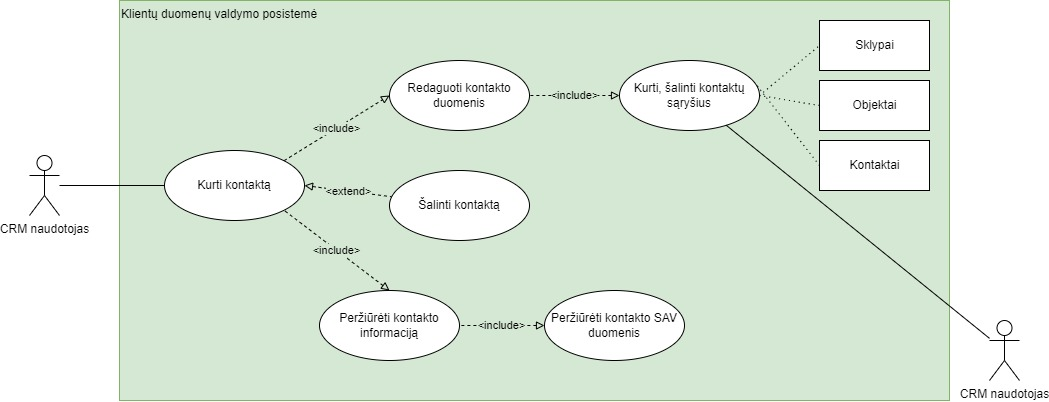 Klientų duomenų valdymo posistemė
Sklypai
Redaguoti kontakto
duomenis
<include>
Kurti, šalinti kontaktų
sąryšius
Objektai
<include>
Kontaktai
Kurti kontaktą
<extend>
Šalinti kontaktą
CRM naudotojas
<include>
Peržiūrėti kontakto
informaciją
<include>
Peržiūrėti kontakto SAV
duomenis
CRM naudotojas